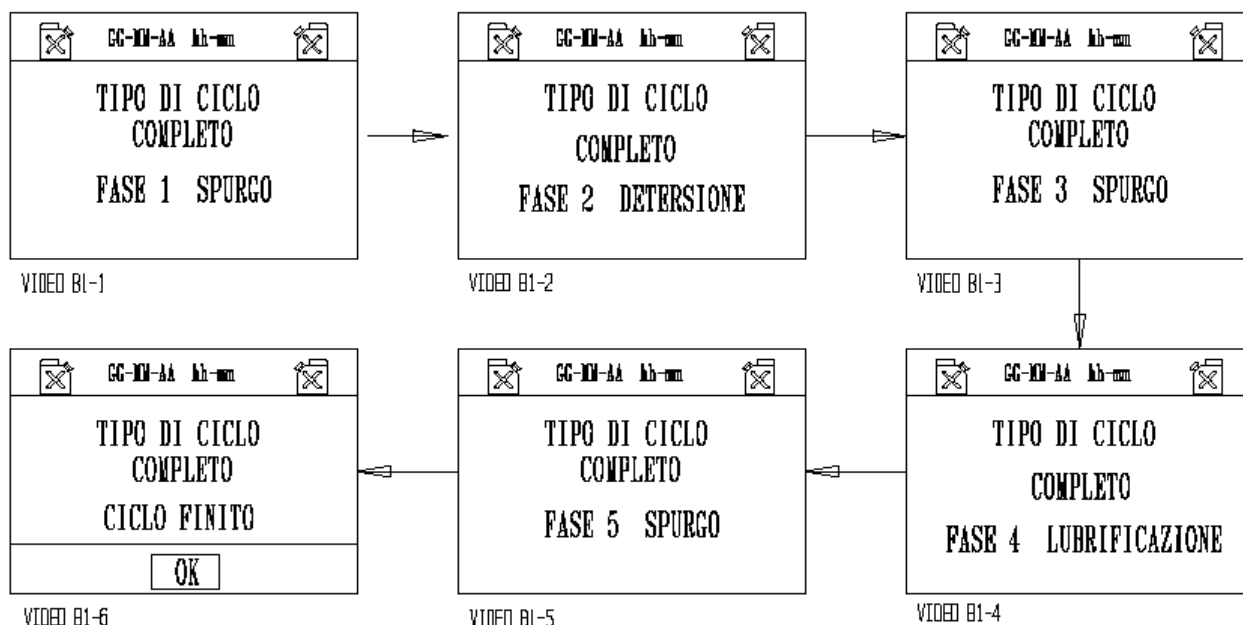 GG-MM-AA hh-mm
TIPO DI CICLO
COMPLETO
FASE 1 SPURGO
VIDEO B1-1
GG-MM-AA hh-mm
TIPO DI CICLO
COMPLETO
FASE 2 DETERSIONE
VIDEO B1-2
GG-MM-AA hh-mm
TIPO DI CICLO
COMPLETO
FASE 3 SPURGO
VIDEO B1-3
GG-MM-AA hh-mm
TIPO DI CICLO
COMPLETO
FASE 4 LUBRIFICAZIONE
VIDEO B1-4
GG-MM-AA hh-mm
TIPO DI CICLO
COMPLETO
FASE 5 SPURGO
VIDEO B1-5
GG-MM-AA hh-mm
TIPO DI CICLO
COMPLETO
CICLO FINITO
OK
VIDEO B1-6